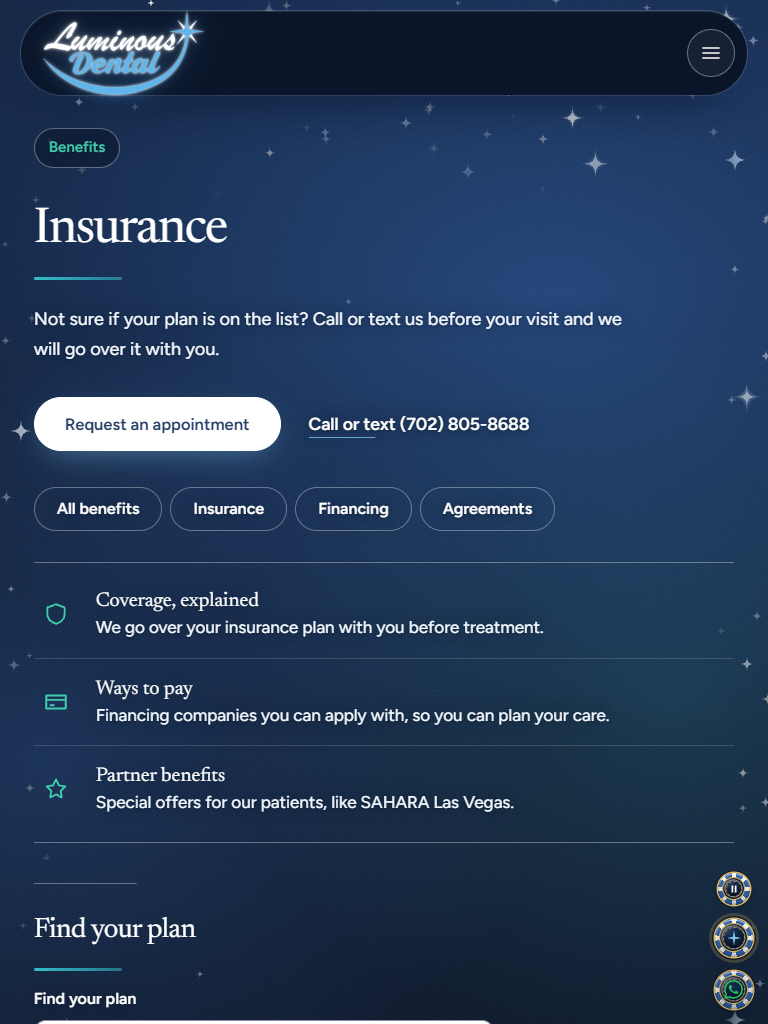 Luminous
Dental
Benefits
Insurance
Not sure if your plan is on the list? Call or text us before your visit and we
will go over it with you.
Request an appointment
Call or text (702) 805-8688
All benefits
Insurance
Financing
Agreements
Coverage, explained
We go over your insurance plan with you before treatment.
Ways to pay
Financing companies you can apply with, so you can plan your care.
Partner benefits
Special offers for our patients, like SAHARA Las Vegas.
Find your plan
Find your plan